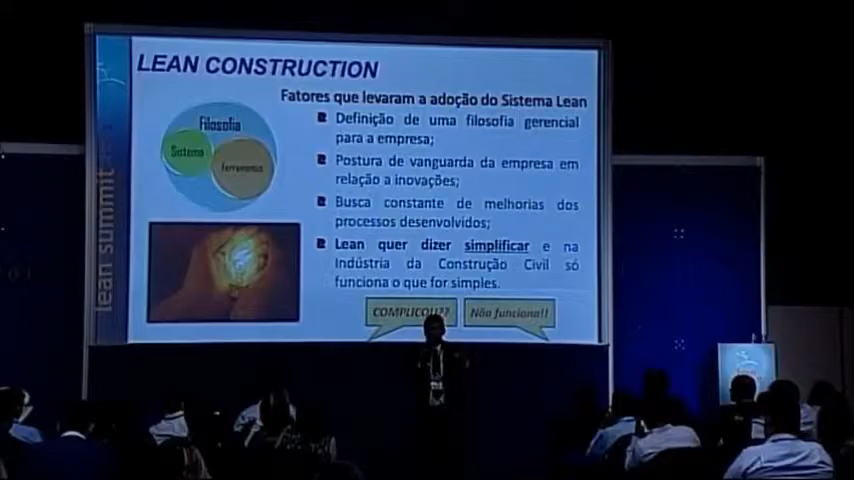 LEAN CONSTRUCTION
Fatores que levaram a adoção do Sistema Lean
Filosofia
Sistema
Ferramentas
Definição de uma filosofia gerencial
para a empresa;
Postura de vanguarda da empresa em
relação a inovações;
Busca constante de melhorias dos
processos desenvolvidos;
Lean quer dizer simplificar e na
Indústria da Construção Civil só
funciona o que for simples.
COMPLICOU??
Não funciona!!
lean summit